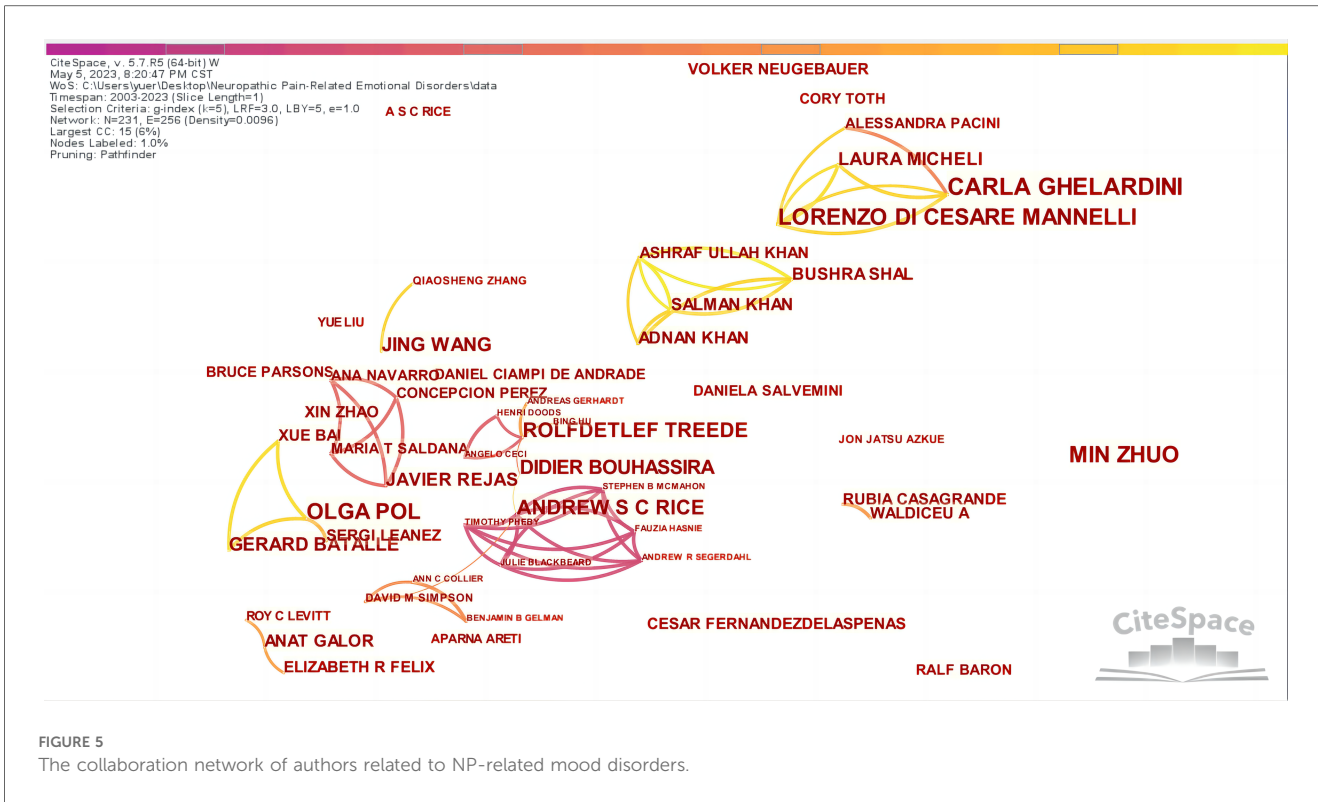 CiteSpace, v. 5.7.R5 (64-bit) W
May 5, 2023, 8:20:47 PM CST
WoS: C:\Users\yuer\Desktop\Neuropathic Pain-Related Emotional Disorders\data
Timespan: 2003-2023 (Slice Length=1)
Selection Criteria: g-index (k=5), LRF=3.0, LBY=5, e=1.0
Network: N=231, E=256 (Density=0.0096)
Largest CC: 15 (6%)
Nodes Labeled: 1.0%
Pruning: Pathfinder
VOLKER NEUGEBAUER
CORY TOTH
A S C RICE
ALESSANDRA PACINI
LAURA MICHELI
CARLA GHELARDINI
LORENZO DI CESARE MANNELLI
ASHRAF ULLAH KHAN
BUSHRA SHAL
QIAOSHENG ZHANG
SALMAN KHAN
YUE LIU
ADNAN KHAN
JING WANG
BRUCE PARSONS
ANA NAVARRO
DANIEL CIAMPI DE ANDRADE
CONCEPCION PEREZ
DANIELA SALVEMINI
ANDREAS GERHARDT
XIN ZHAO
HENRI DOODS
BING HU
ROLFDETLEF TREEDE
XUE BAI
JON JATSU AZKUE
MARIA T SALDANA
ANGELO CECI
MIN ZHUO
DIDIER BOUHASSIRA
JAVIER REJAS
STEPHEN B MCMAHON
RUBIA CASAGRANDE
ANDREW S C RICE
OLGA POL
WALDICEU A
TIMOTHY PHEBY
FAUZIA HASNIE
SERGI LEANEZ
GERARD BATALLE
ANDREW R SEGERDAHL
JULIE BLACKBEARD
ANN C COLLIER
DAVID M SIMPSON
ROY C LEVITT
BENJAMIN B GELMAN
CESAR FERNANDEZDELASPENAS
ANAT GALOR
APARNA ARETI
ELIZABETH R FELIX
RALF BARON
CiteSpace
FIGURE 5
The collaboration network of authors related to NP-related mood disorders.